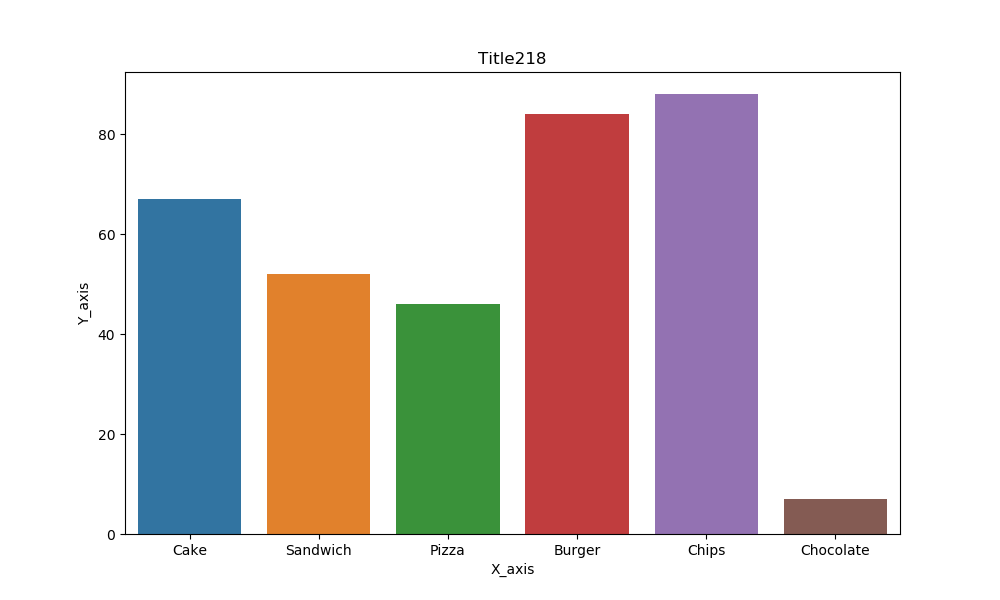 Title218
Y_axis
80
60
40
20
0
Cake Sandwich Pizza Burger Chips Chocolate
X_axis